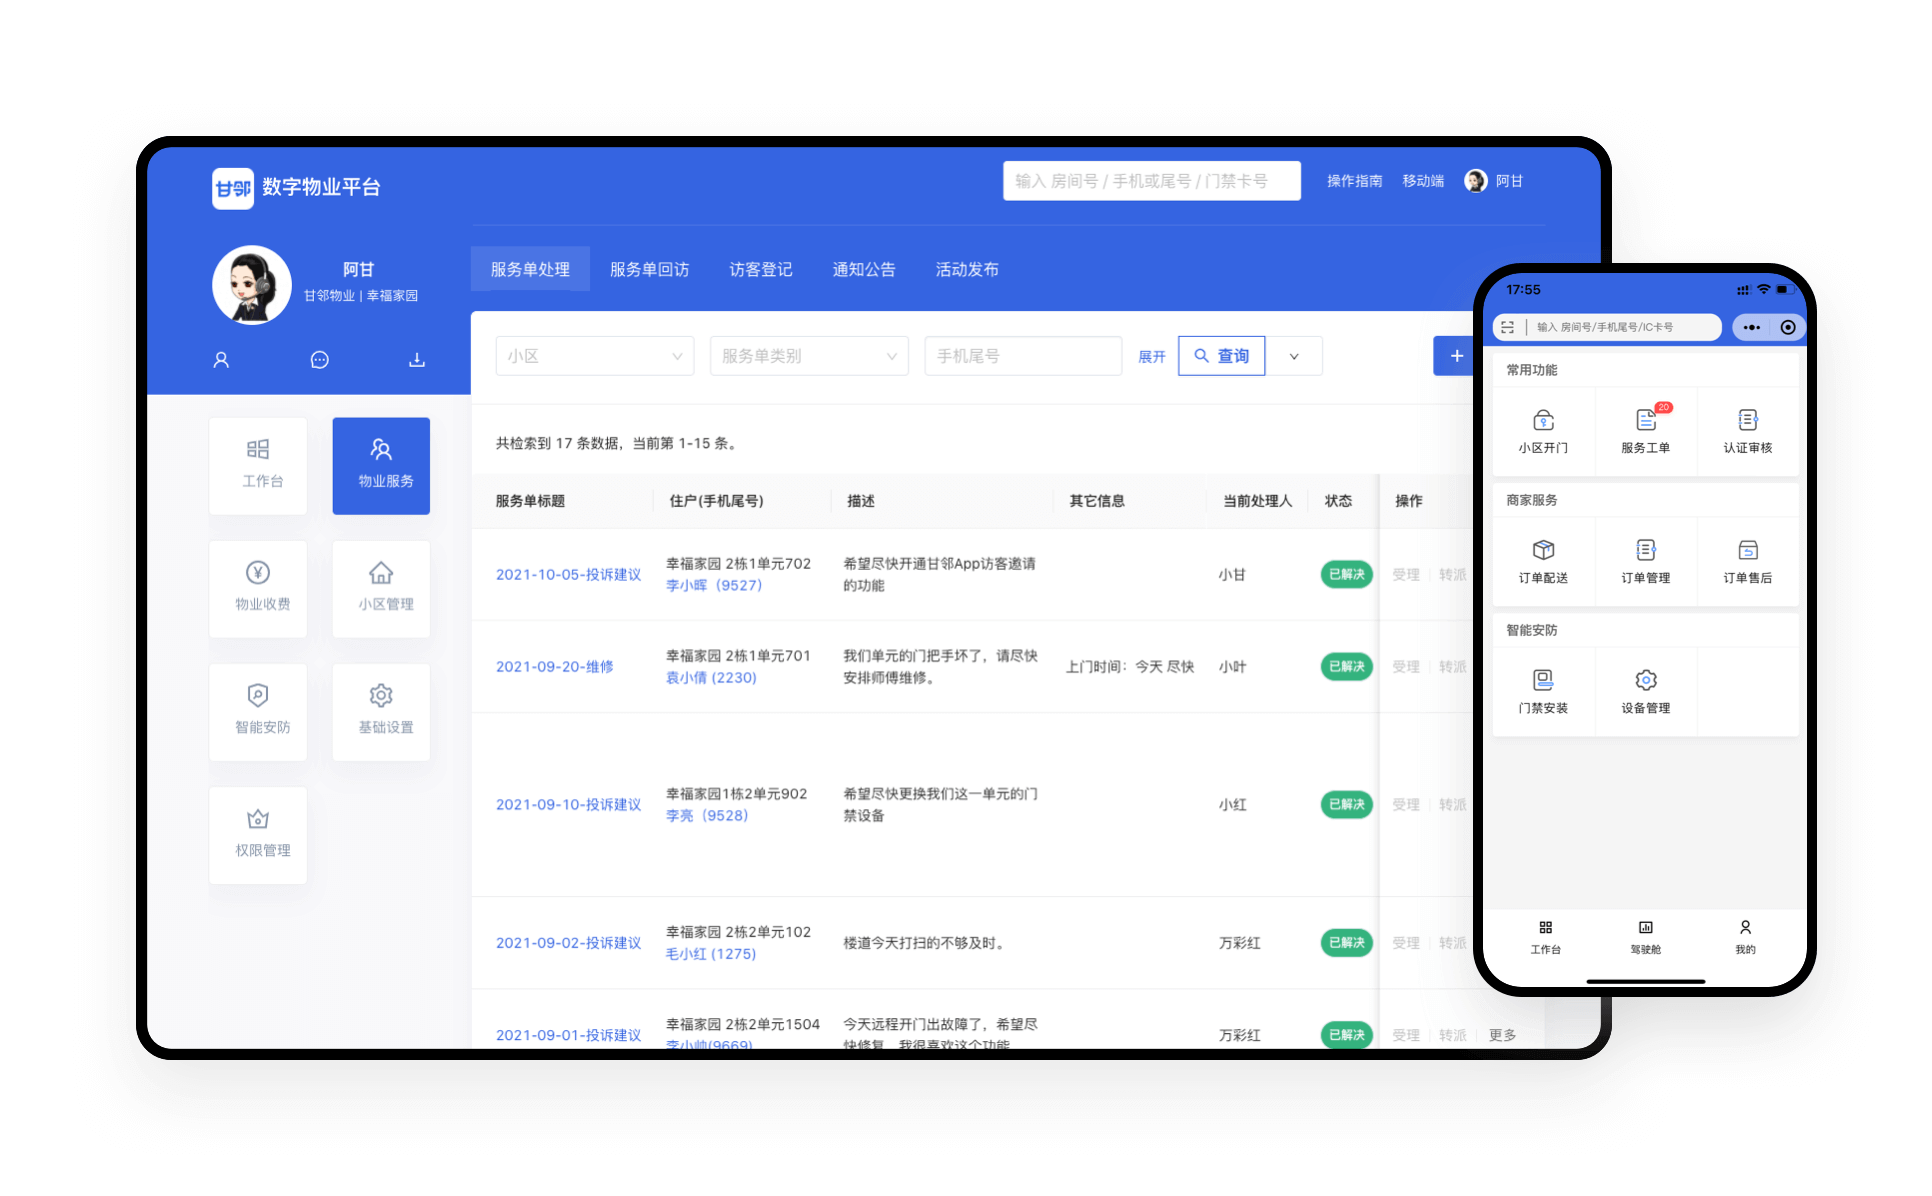 甘邻 数字物业平台
输入 房间号 / 手机或尾号 / 门禁卡号
操作指南 移动端 阿甘
阿甘
甘邻物业 | 幸福家园
服务单处理 服务单回访 访客登记 通知公告 活动发布
工作台
物业服务
物业收费
小区管理
智能安防
基础设置
权限管理
小区 服务单类别 手机尾号 展开 查询
+
共检索到 17 条数据，当前第 1-15 条。
服务单标题 住户(手机尾号) 描述 其它信息 当前处理人 状态 操作
2021-10-05-投诉建议
幸福家园 2栋1单元702
李小晖（9527)
希望尽快开通甘邻App访客邀请
的功能
小甘 已解决 受理 转派
2021-09-20-维修
幸福家园 2栋1单元701
袁小倩 (2230)
我们单元的门把手坏了，请尽快
安排师傅维修。
上门时间：今天 尽快 小叶 已解决 受理 转派
2021-09-10-投诉建议
幸福家园1栋2单元902
李亮（9528)
希望尽快更换我们这一单元的门
禁设备
小红 已解决 受理 转派
2021-09-02-投诉建议
幸福家园 2栋2单元102
毛小红 (1275)
楼道今天打扫的不够及时。
万彩红 已解决 受理 转派
2021-09-01-投诉建议
幸福家园 2栋2单元1504
李小帅(9669)
今天远程开门出故障了，希望尽
快修复，我很喜欢这个功能
万彩红 已解决 受理 转派 更多
17:55
输入 房间号/手机尾号/IC卡号
常用功能
20
小区开门 服务工单 认证审核
商家服务
订单配送 订单管理 订单售后
智能安防
门禁安装 设备管理
工作台 驾驶舱 我的